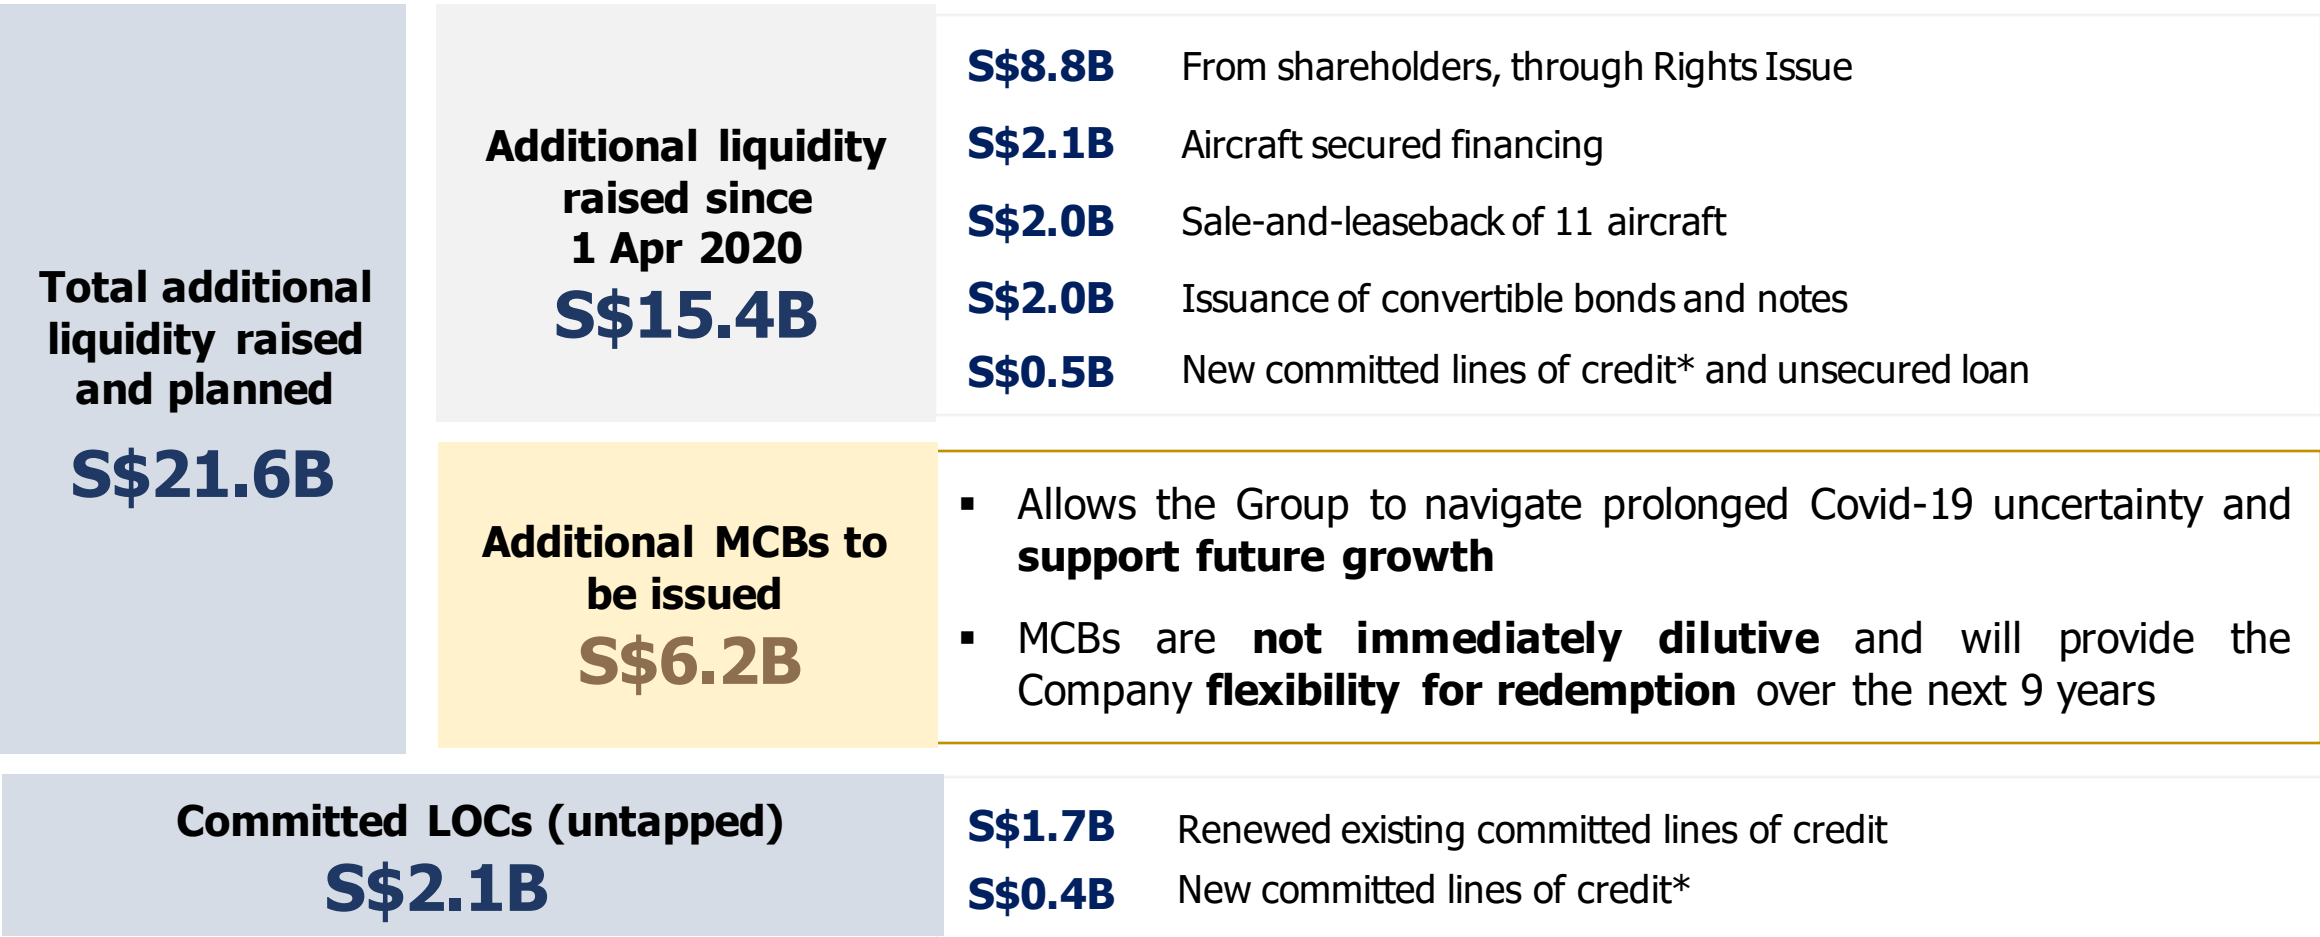 Total additional
liquidity raised
and planned
S$21.6B
Additional liquidity
raised since
1 Apr 2020
S$15.4B
S$8.8B From shareholders, through Rights Issue
S$2.1B Aircraft secured financing
S$2.0B Sale-and-leaseback of 11 aircraft
S$2.0B Issuance of convertible bonds and notes
S$0.5B New committed lines of credit* and unsecured loan
Additional MCBs to
be issued
S$6.2B
▪ Allows the Group to navigate prolonged Covid-19 uncertainty and
support future growth
▪ MCBs are not immediately dilutive and will provide the
Company flexibility for redemption over the next 9 years
Committed LOCs (untapped)
S$2.1B
S$1.7B Renewed existing committed lines of credit
S$0.4B New committed lines of credit*